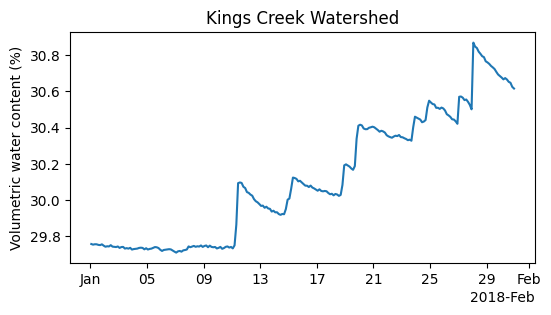 Kings Creek Watershed
Volumetric water content (%)
30.8
30.6
30.4
30.2
30.0
29.8
Jan 05 09 13 17 21 25 29 Feb
2018-Feb